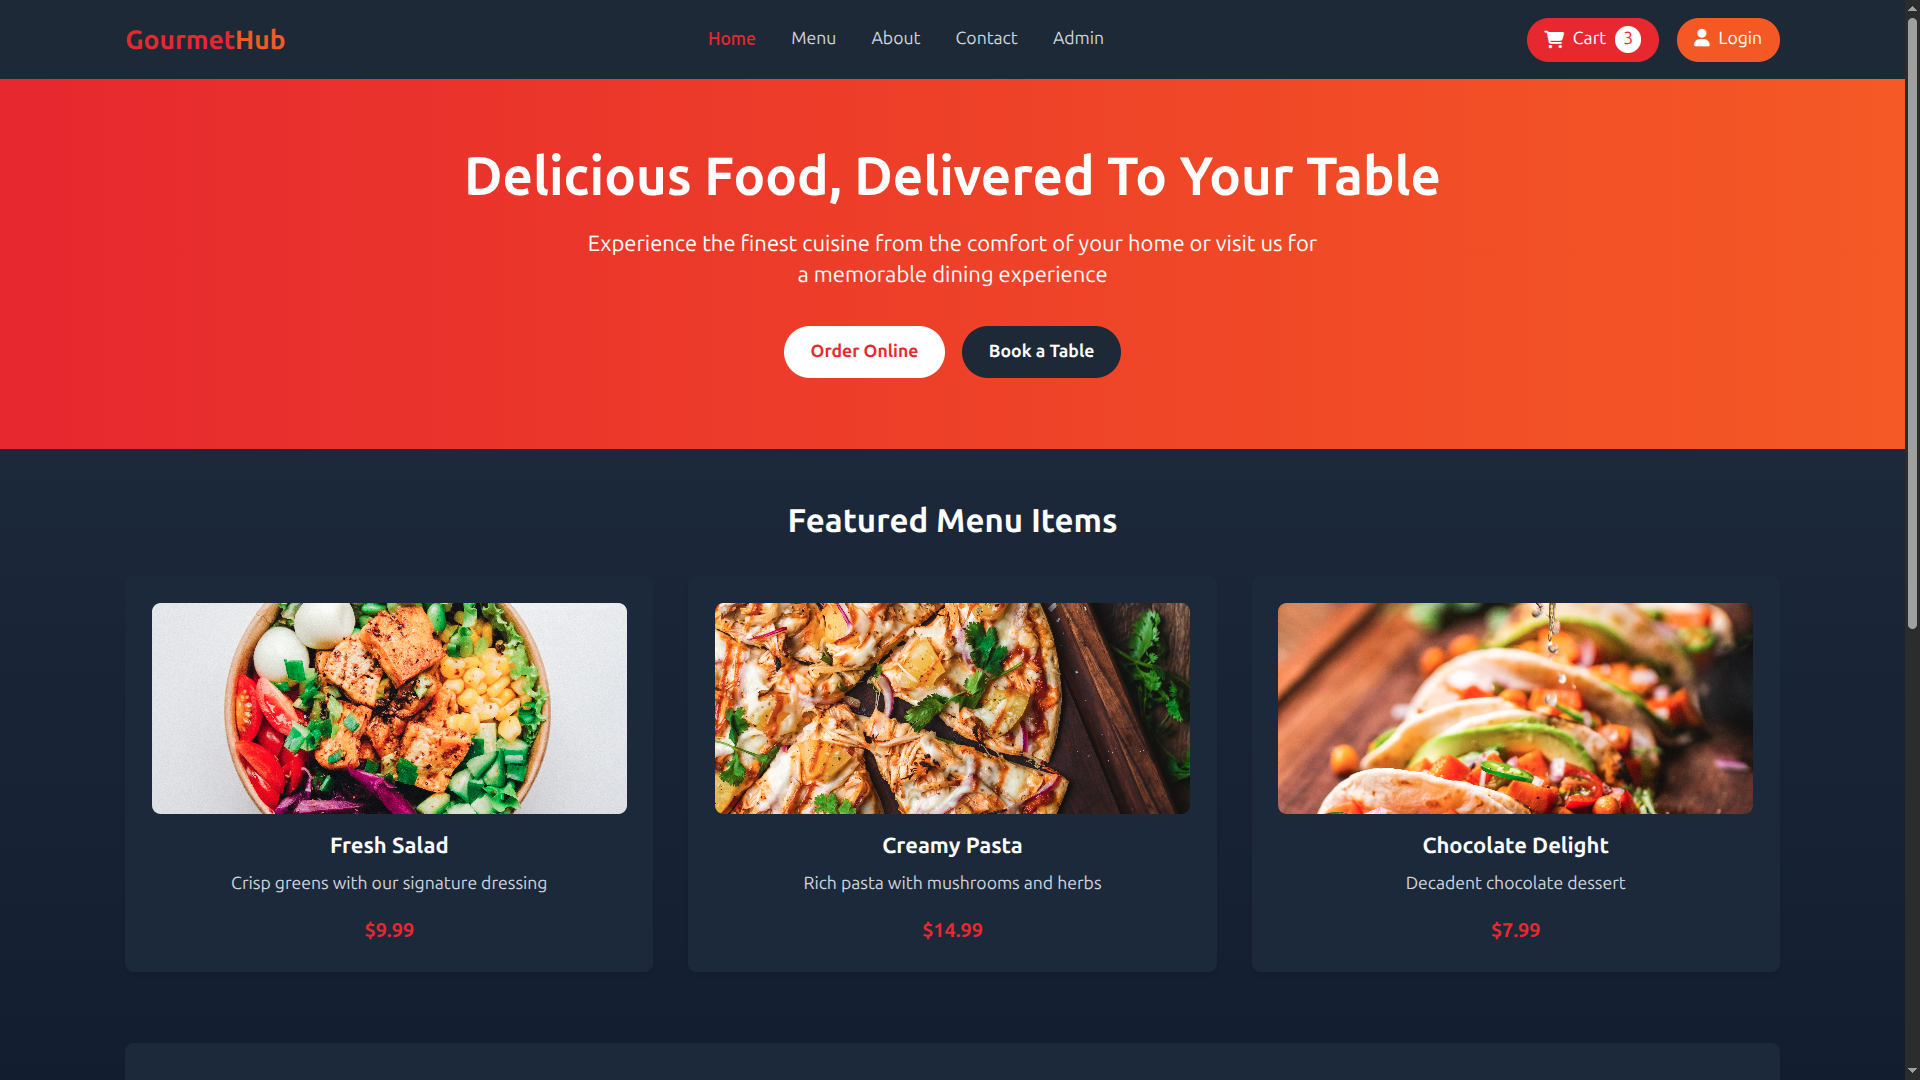 GourmetHub
Home
Menu
About
Contact
Admin
Cart 3
Login
Delicious Food, Delivered To Your Table
Experience the finest cuisine from the comfort of your home or visit us for
a memorable dining experience
Order Online
Book a Table
Featured Menu Items
Fresh Salad
Crisp greens with our signature dressing
$9.99
Creamy Pasta
Rich pasta with mushrooms and herbs
$14.99
Chocolate Delight
Decadent chocolate dessert
$7.99